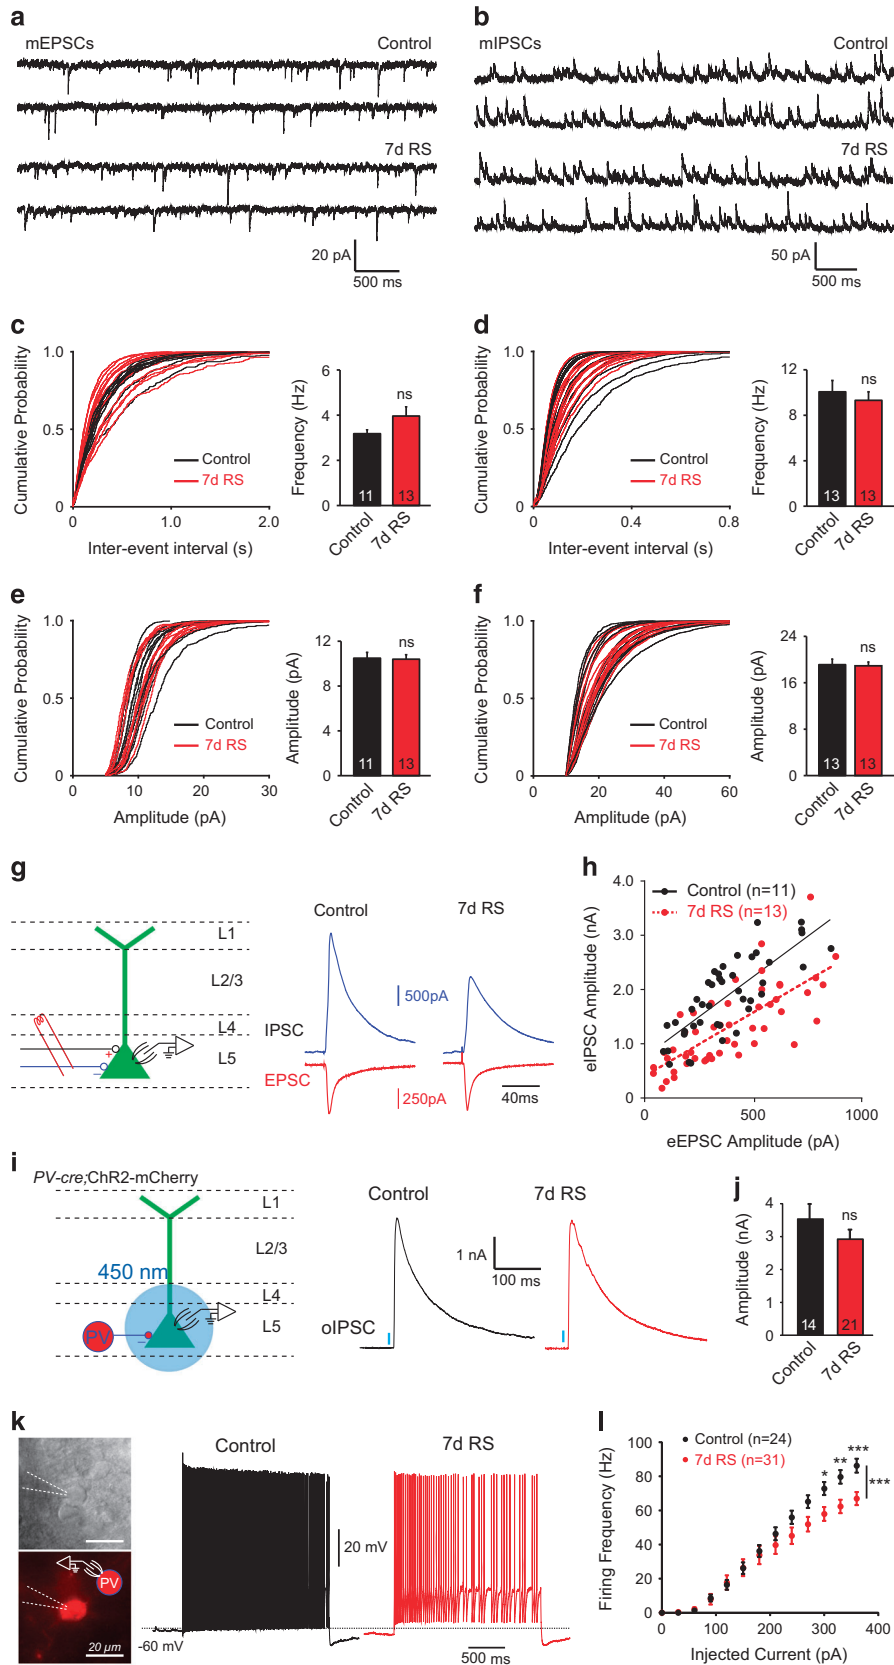 a
mEPSCs
Control
7d RS
20 pA
500 ms
b
mIPSCs
Control
7d RS
50 pA
500 ms
c
Cumulative Probability
1.0
0.5
0
0
1.0
2.0
Inter-event interval (s)
Control
7d RS
Frequency (Hz)
6
4
2
0
ns
11
13
Control
7d RS
d
Cumulative Probability
1.0
0.5
0
0
0.4
0.8
Inter-event interval (s)
Control
7d RS
Frequency (Hz)
12
8
4
0
ns
13
13
Control
7d RS
e
Cumulative Probability
1.0
0.5
0
0
10
20
30
Amplitude (pA)
Control
7d RS
Amplitude (pA)
12
8
4
0
ns
11
13
Control
7d RS
f
Cumulative Probability
1.0
0.5
0
0
20
40
60
Amplitude (pA)
Control
7d RS
Amplitude (pA)
24
16
8
0
ns
13
13
Control
7d RS
g
L1
L2/3
L4
L5
+
−
Control
7d RS
500pA
IPSC
EPSC
250pA
40ms
h
eIPSC Amplitude (nA)
4.0
3.0
2.0
1.0
0
0
500
1000
eEPSC Amplitude (pA)
Control (n=11)
7d RS (n=13)
i
PV-cre;ChR2-mCherry
L1
L2/3
450 nm
L4
L5
PV
−
Control
7d RS
1 nA
100 ms
oIPSC
j
Amplitude (nA)
4
3
2
1
0
ns
14
21
Control
7d RS
k
PV
20 µm
Control
7d RS
20 mV
-60 mV
500 ms
l
Firing Frequency (Hz)
100
80
60
40
20
0
0
100
200
300
400
Injected Current (pA)
Control (n=24)
7d RS (n=31)
*
**
***
***